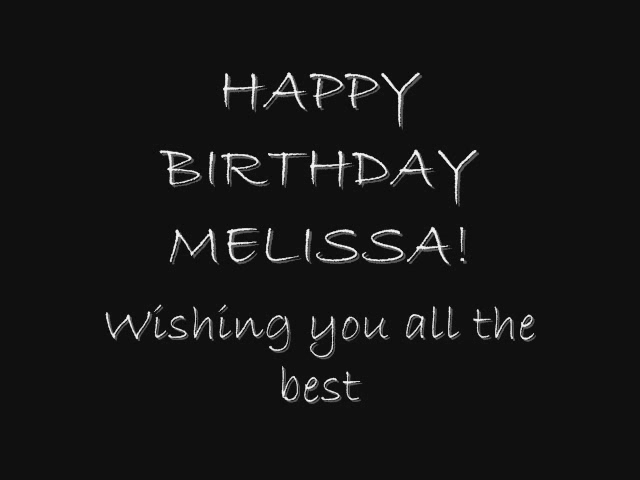 HAPPY
BIRTHDAY
MELISSA!
Wishing you all the
best